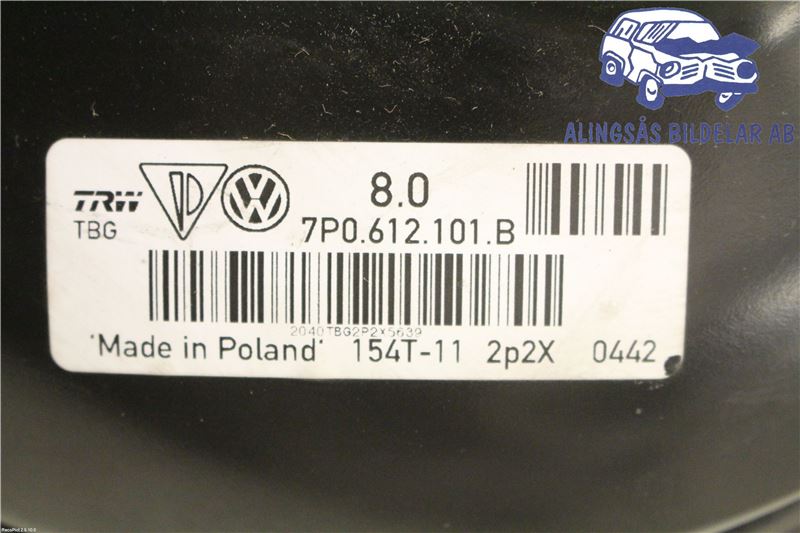 ALINGSÅS BILDELAR AB
TRW
TBG
8.0
7P0.612.101.B
2040TBG2P2X5639
'Made in Poland' 154T-11 2p2X 0442